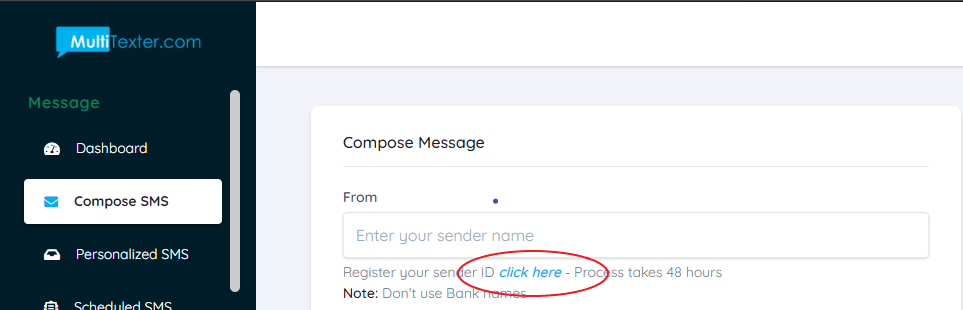 MultiTexter.com
Message
Dashboard
Compose SMS
Personalized SMS
Scheduled SMS
Compose Message
From
Enter your sender name
Register your sender ID click here - Process takes 48 hours
Note: Don't use Bank names